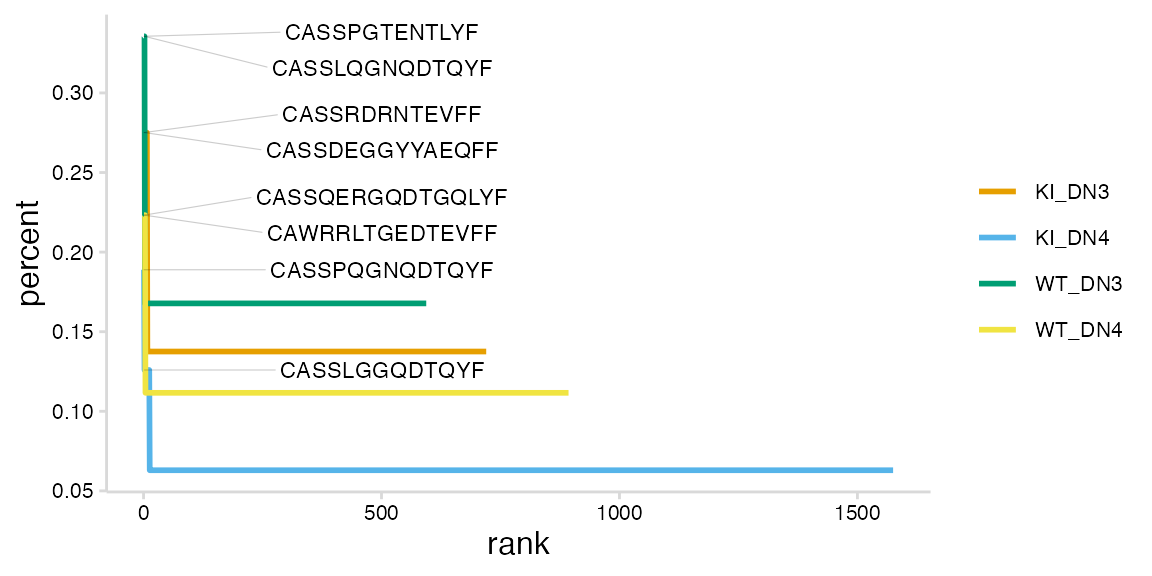 CASSPGTENTLYF
CASSLQGNQDTQYF
CASSRDRNTEVFF
CASSDEGGYYAEQFF
CASSQERGQDTGQLYF
CAWRRLTGEDTEVFF
CASSPQGNQDTQYF
CASSLGGQDTQYF
0.30
0.25
0.20
0.15
0.10
0.05
percent
0 500 1000 1500
rank
KI_DN3
KI_DN4
WT_DN3
WT_DN4